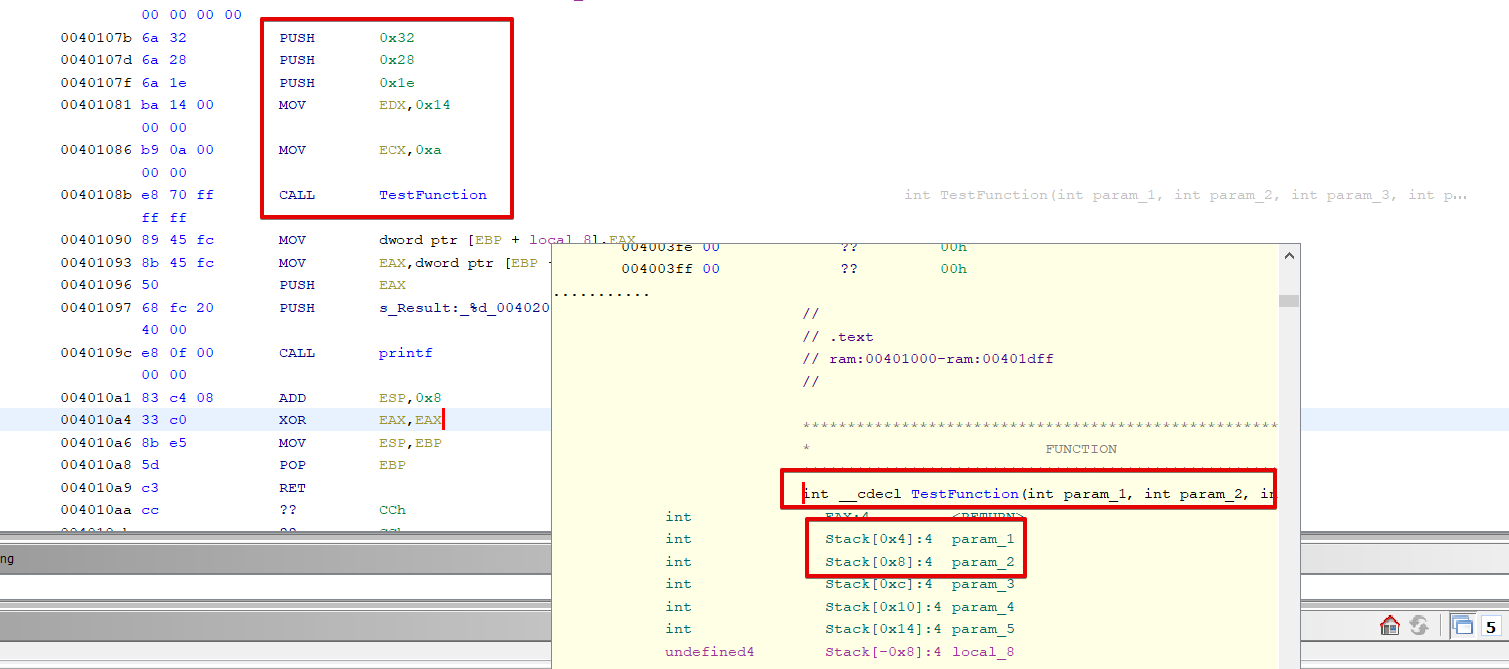 00 00 00 00
0040107b 6a 32 PUSH 0x32
0040107d 6a 28 PUSH 0x28
0040107f 6a 1e PUSH 0x1e
00401081 ba 14 00 MOV EDX,0x14
00 00
00401086 b9 0a 00 MOV ECX,0xa
00 00
0040108b e8 70 ff CALL TestFunction int TestFunction(int param_1, int param_2, int param_3, int p...
ff ff
00401090 89 45 fc MOV dword ptr [EBP + local_8],EAX
00401093 8b 45 fc MOV EAX,dword ptr [EBP
00401096 50 PUSH EAX
00401097 68 fc 20 PUSH s_Result:_%d_004020
40 00
0040109c e8 0f 00 CALL printf
00 00
004010a1 83 c4 08 ADD ESP,0x8
004010a4 33 c0 XOR EAX,EAX
004010a6 8b e5 MOV ESP,EBP
004010a8 5d POP EBP
004010a9 c3 RET
004010aa cc ?? CCh
ng
004003fe 00 ?? 00h
004003ff 00 ?? 00h
...........
//
// .text
// ram:00401000-ram:00401dff
//
*****************************************************
* FUNCTION
int __cdecl TestFunction(int param_1, int param_2, in
int EAX:4 <RETURN>
int Stack[0x4]:4 param_1
int Stack[0x8]:4 param_2
int Stack[0xc]:4 param_3
int Stack[0x10]:4 param_4
int Stack[0x14]:4 param_5
undefined4 Stack[-0x8]:4 local_8
5